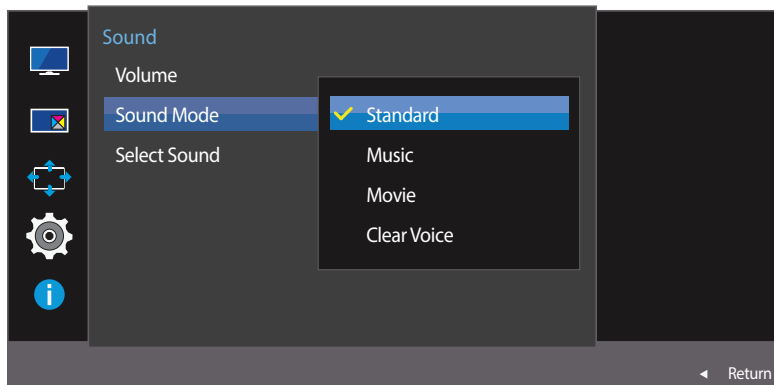 Sound
Volume
Sound Mode
Select Sound
Standard
Music
Movie
Clear Voice
i
Return